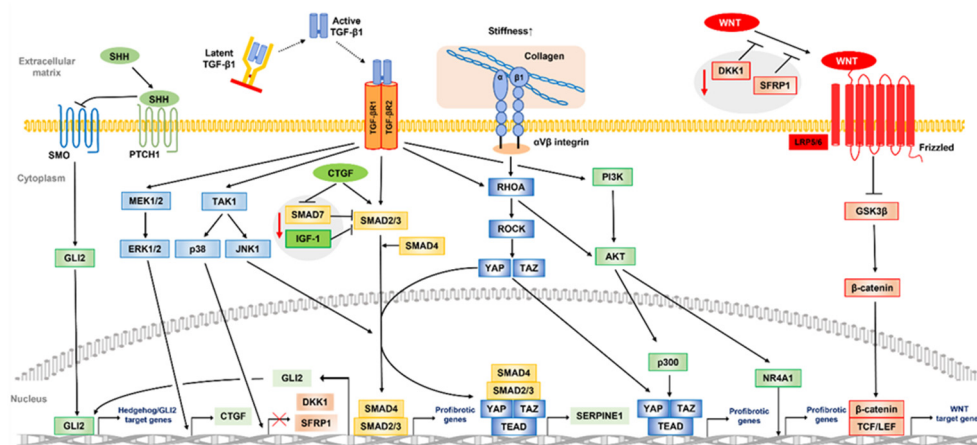 Latent
TGF-β1
Active
TGF-β1
Stiffness↑
Collagen
α
β1
WNT
DKK1
SFRP1
WNT
Extracellular
matrix
SHH
SHH
SMO
PTCH1
TGF-βR1
TGF-βR2
αVβ integrin
LRP5/6
Frizzled
Cytoplasm
CTGF
MEK1/2
TAK1
SMAD7
SMAD2/3
IGF-1
RHOA
PI3K
GSK3β
ERK1/2
p38
JNK1
SMAD4
ROCK
AKT
GLI2
YAP
TAZ
β-catenin
p300
NR4A1
Nucleus
GLI2
GLI2
Hedgehog/GLI2
target genes
CTGF
DKK1
SFRP1
SMAD4
SMAD2/3
Profibrotic
genes
SMAD4
SMAD2/3
YAP
TAZ
TEAD
SERPINE1
YAP
TAZ
TEAD
Profibrotic
genes
Profibrotic
genes
β-catenin
TCF/LEF
WNT
target genes